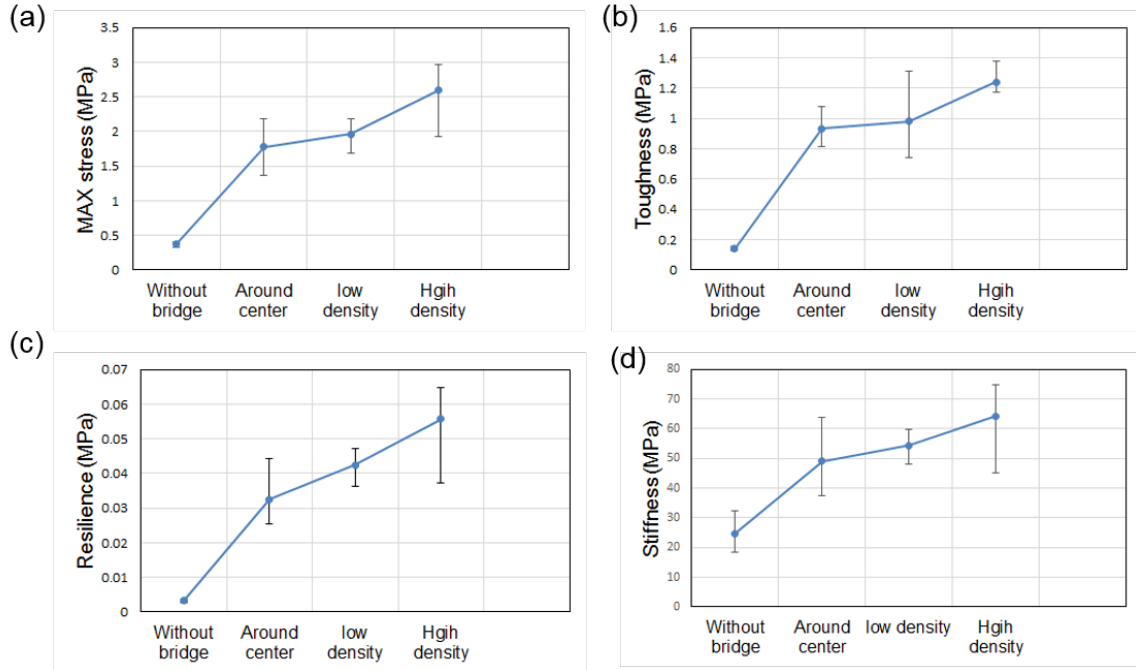 (a)
MAX stress (MPa)
3.5
3
2.5
2
1.5
1
0.5
0
Without
bridge
Around
center
low
density
Hgih
density
(b)
Toughness (MPa)
1.6
1.4
1.2
1
0.8
0.6
0.4
0.2
0
Without
bridge
Around
center
low
density
Hgih
density
(c)
Resilience (MPa)
0.07
0.06
0.05
0.04
0.03
0.02
0.01
0
Without
bridge
Around
center
low
density
Hgih
density
(d)
Stiffness (MPa)
80
70
60
50
40
30
20
10
0
Without
bridge
Around
center
low density
Hgih
density